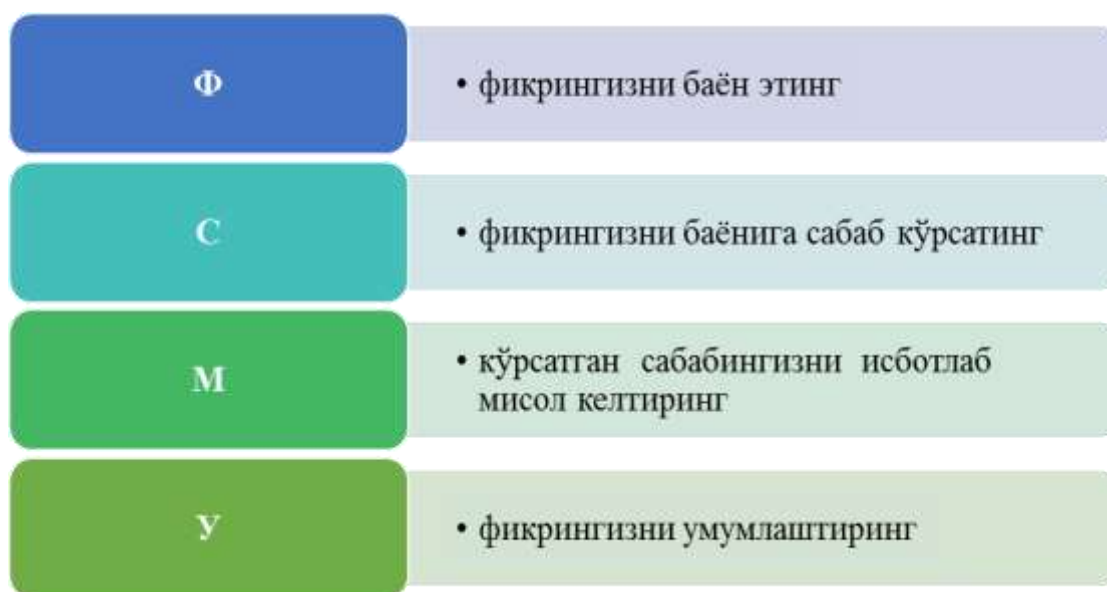 Ф
• фикрингизни баён этинг
С
• фикрингизни баёнига сабаб кўрсатинг
М
• кўрсатган сабабингизни исботлаб
мисол келтиринг
У
• фикрингизни умумлаштиринг